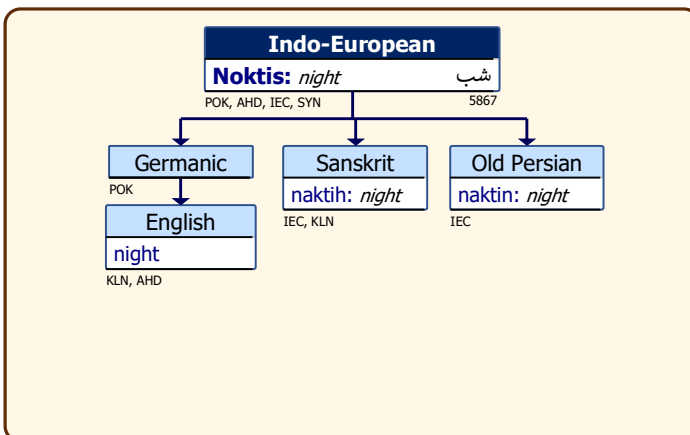 Indo-European
Noktis: night شب
POK, AHD, IEC, SYN 5867
Germanic Sanskrit Old Persian
POK naktih: night naktin: night
English IEC, KLN IEC
night
KLN, AHD